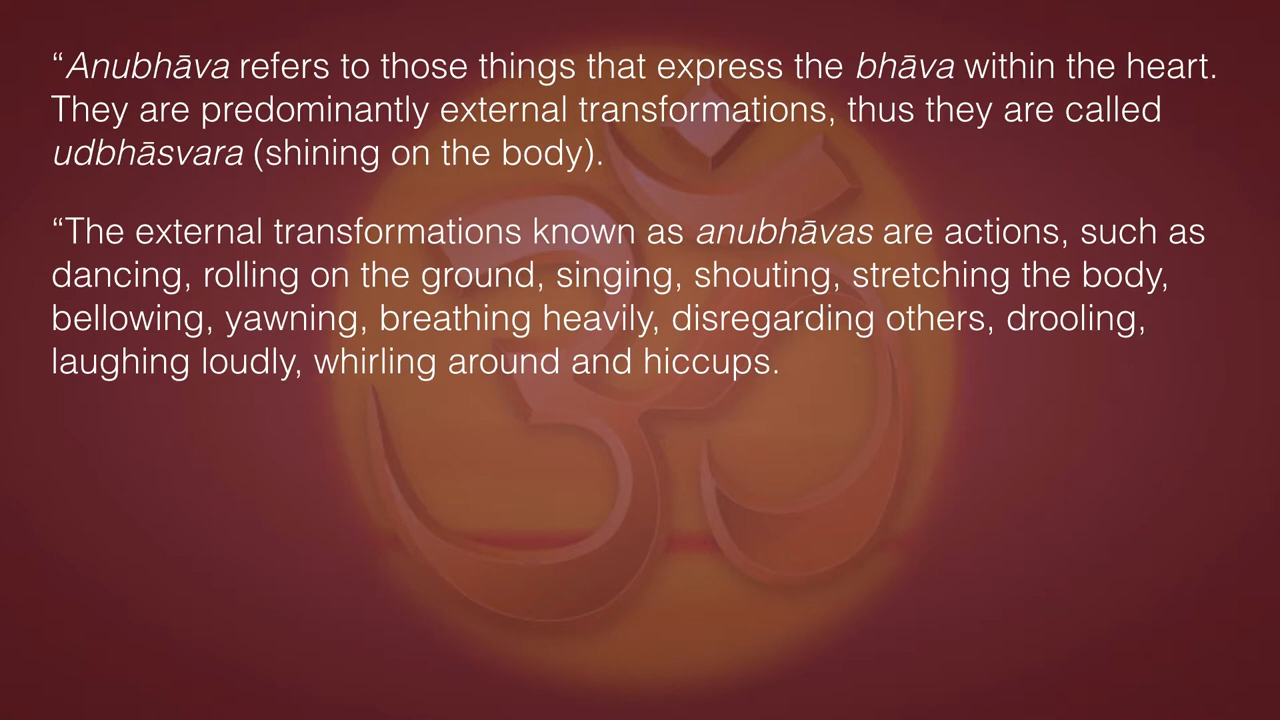 “Anubhāva refers to those things that express the bhāva within the heart.
They are predominantly external transformations, thus they are called
udbhāsvara (shining on the body).
“The external transformations known as anubhāvas are actions, such as
dancing, rolling on the ground, singing, shouting, stretching the body,
bellowing, yawning, breathing heavily, disregarding others, drooling,
laughing loudly, whirling around and hiccups.